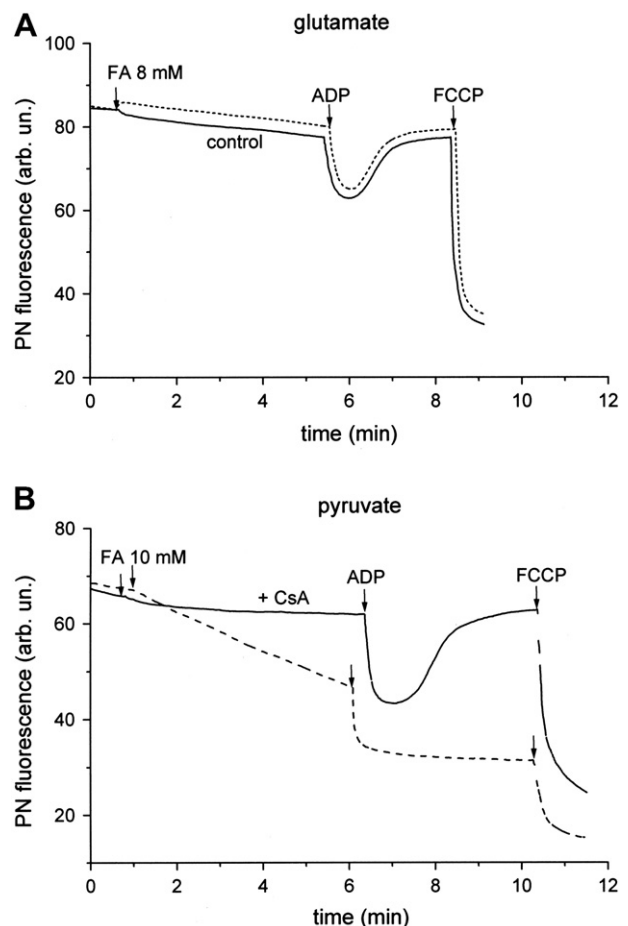 A
glutamate
100
80
60
40
20
PN fluorescence (arb. un.)
FA 8 mM
ADP
FCCP
control
0 2 4 6 8 10 12
time (min)
B
pyruvate
80
60
40
20
PN fluorescence (arb. un.)
FA 10 mM
+ CsA
ADP
FCCP
0 2 4 6 8 10 12
time (min)